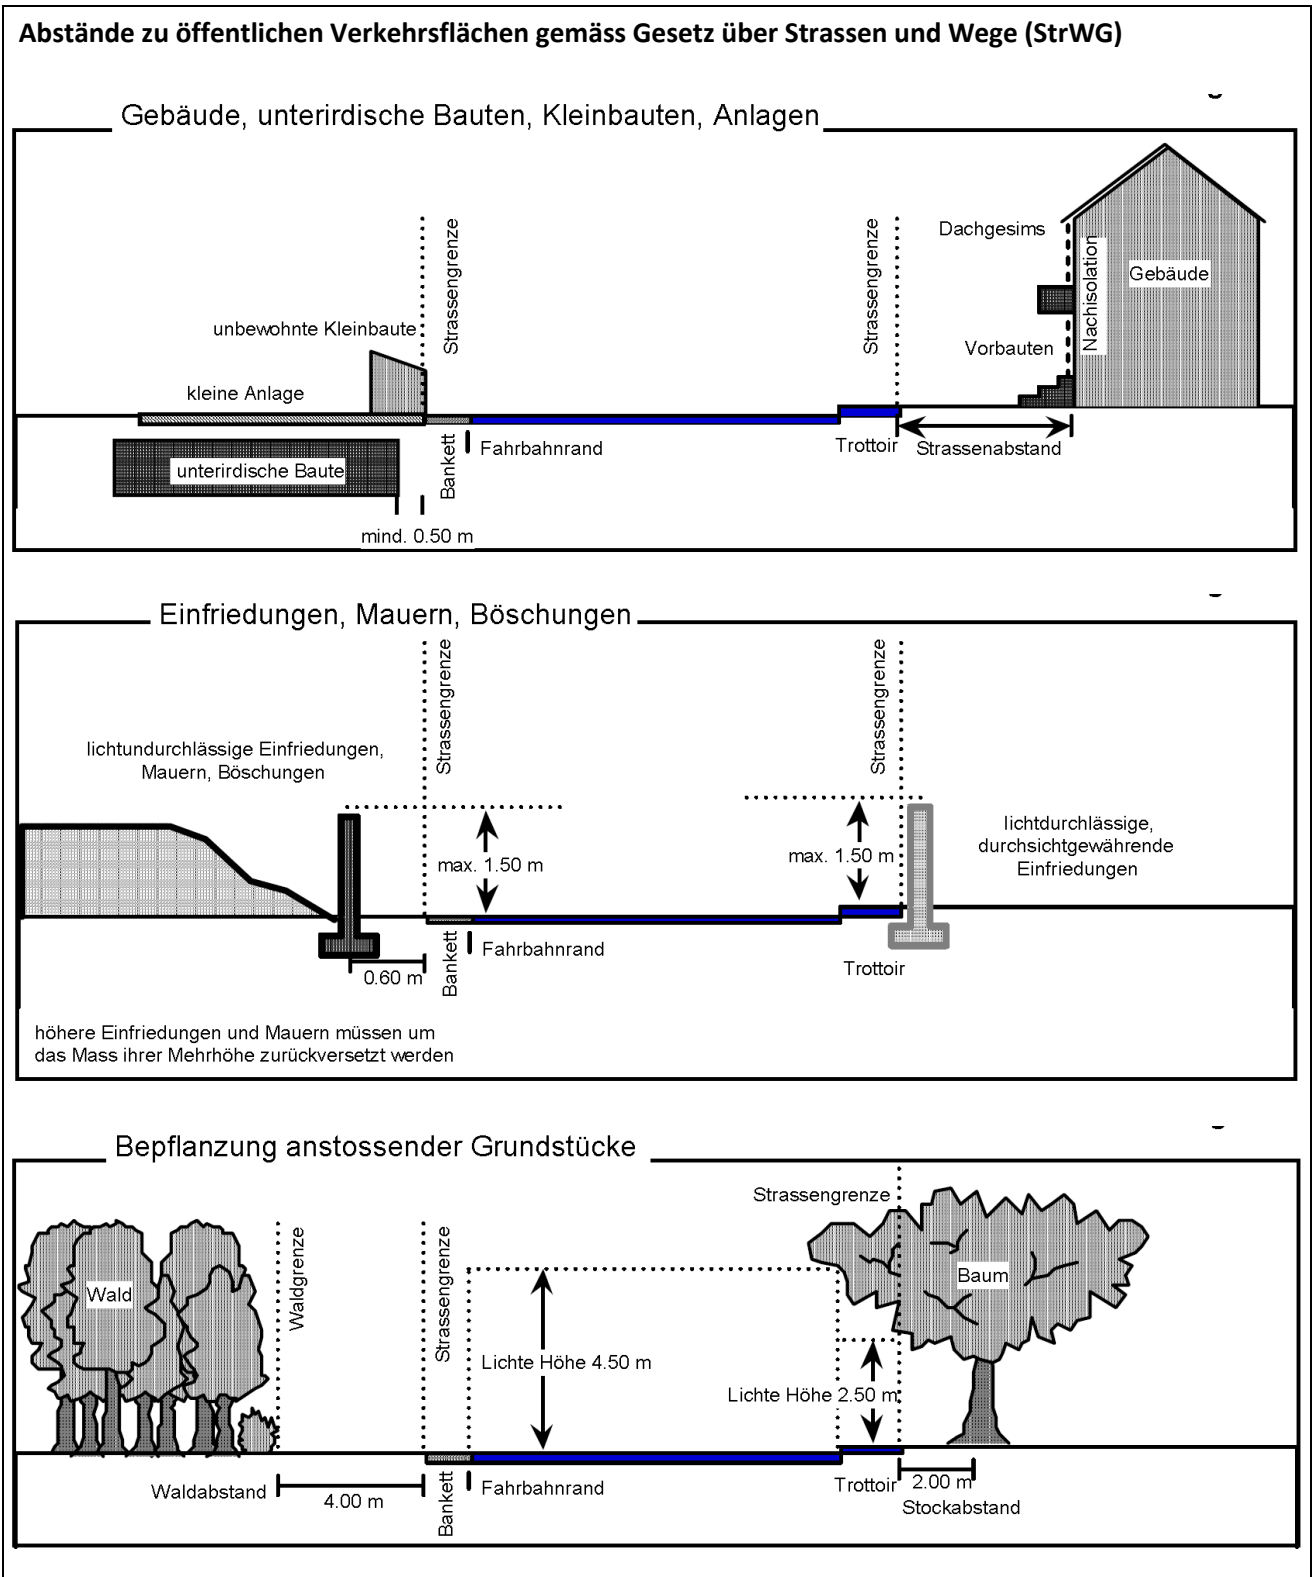 Abstände zu öffentlichen Verkehrsflächen gemäss Gesetz über Strassen und Wege (StrWG)
Gebäude, unterirdische Bauten, Kleinbauten, Anlagen
Strassengrenze
Strassengrenze
Dachgesims
Nachisolation
Gebäude
unbewohnte Kleinbaute
Vorbauten
kleine Anlage
Bankett
Fahrbahnrand
Trottoir
Strassenabstand
unterirdische Baute
mind. 0.50 m
Einfriedungen, Mauern, Böschungen
Strassengrenze
Strassengrenze
lichtundurchlässige Einfriedungen,
Mauern, Böschungen
max. 1.50 m
max. 1.50 m
lichtdurchlässige,
durchsichtgewährende
Einfriedungen
Bankett
Fahrbahnrand
Trottoir
0.60 m
höhere Einfriedungen und Mauern müssen um
das Mass ihrer Mehrhöhe zurückversetzt werden
Bepflanzung anstossender Grundstücke
Strassengrenze
Waldgrenze
Strassengrenze
Wald
Baum
Lichte Höhe 4.50 m
Lichte Höhe 2.50 m
Waldabstand
4.00 m
Bankett
Fahrbahnrand
Trottoir
2.00 m
Stockabstand